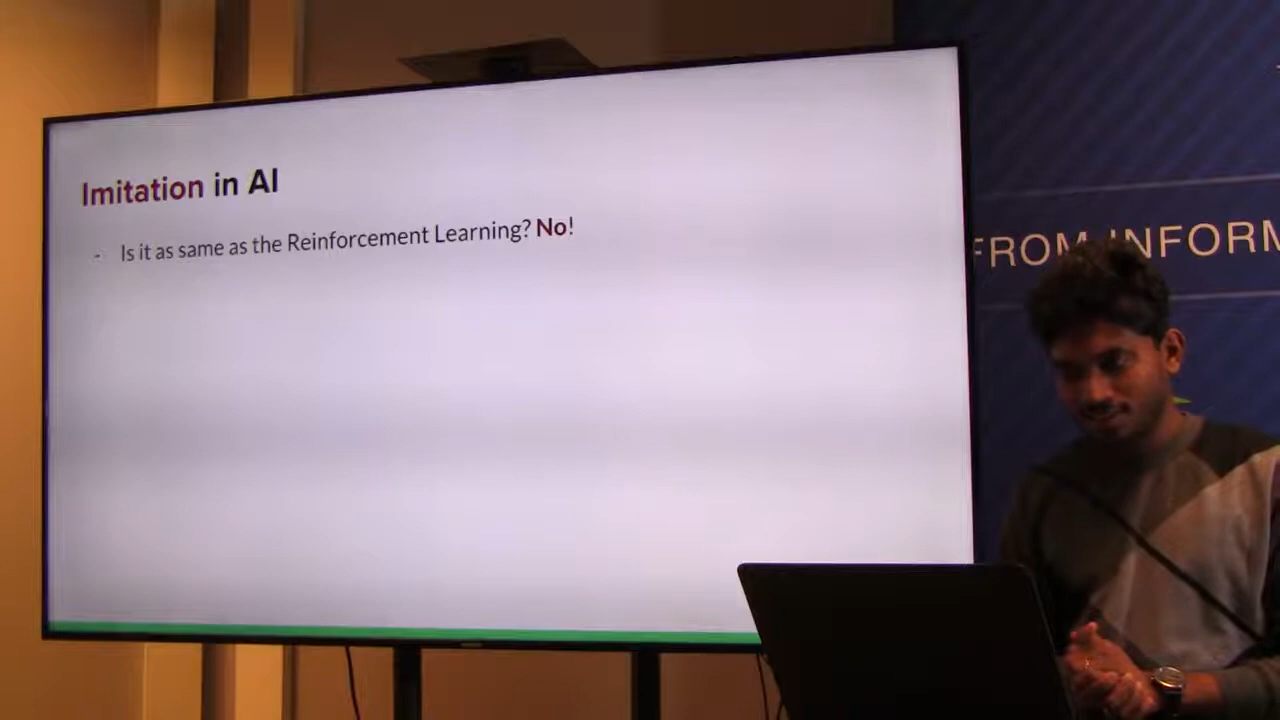 Imitation in AI
- Is it as same as the Reinforcement Learning? No!
FROM INFORM